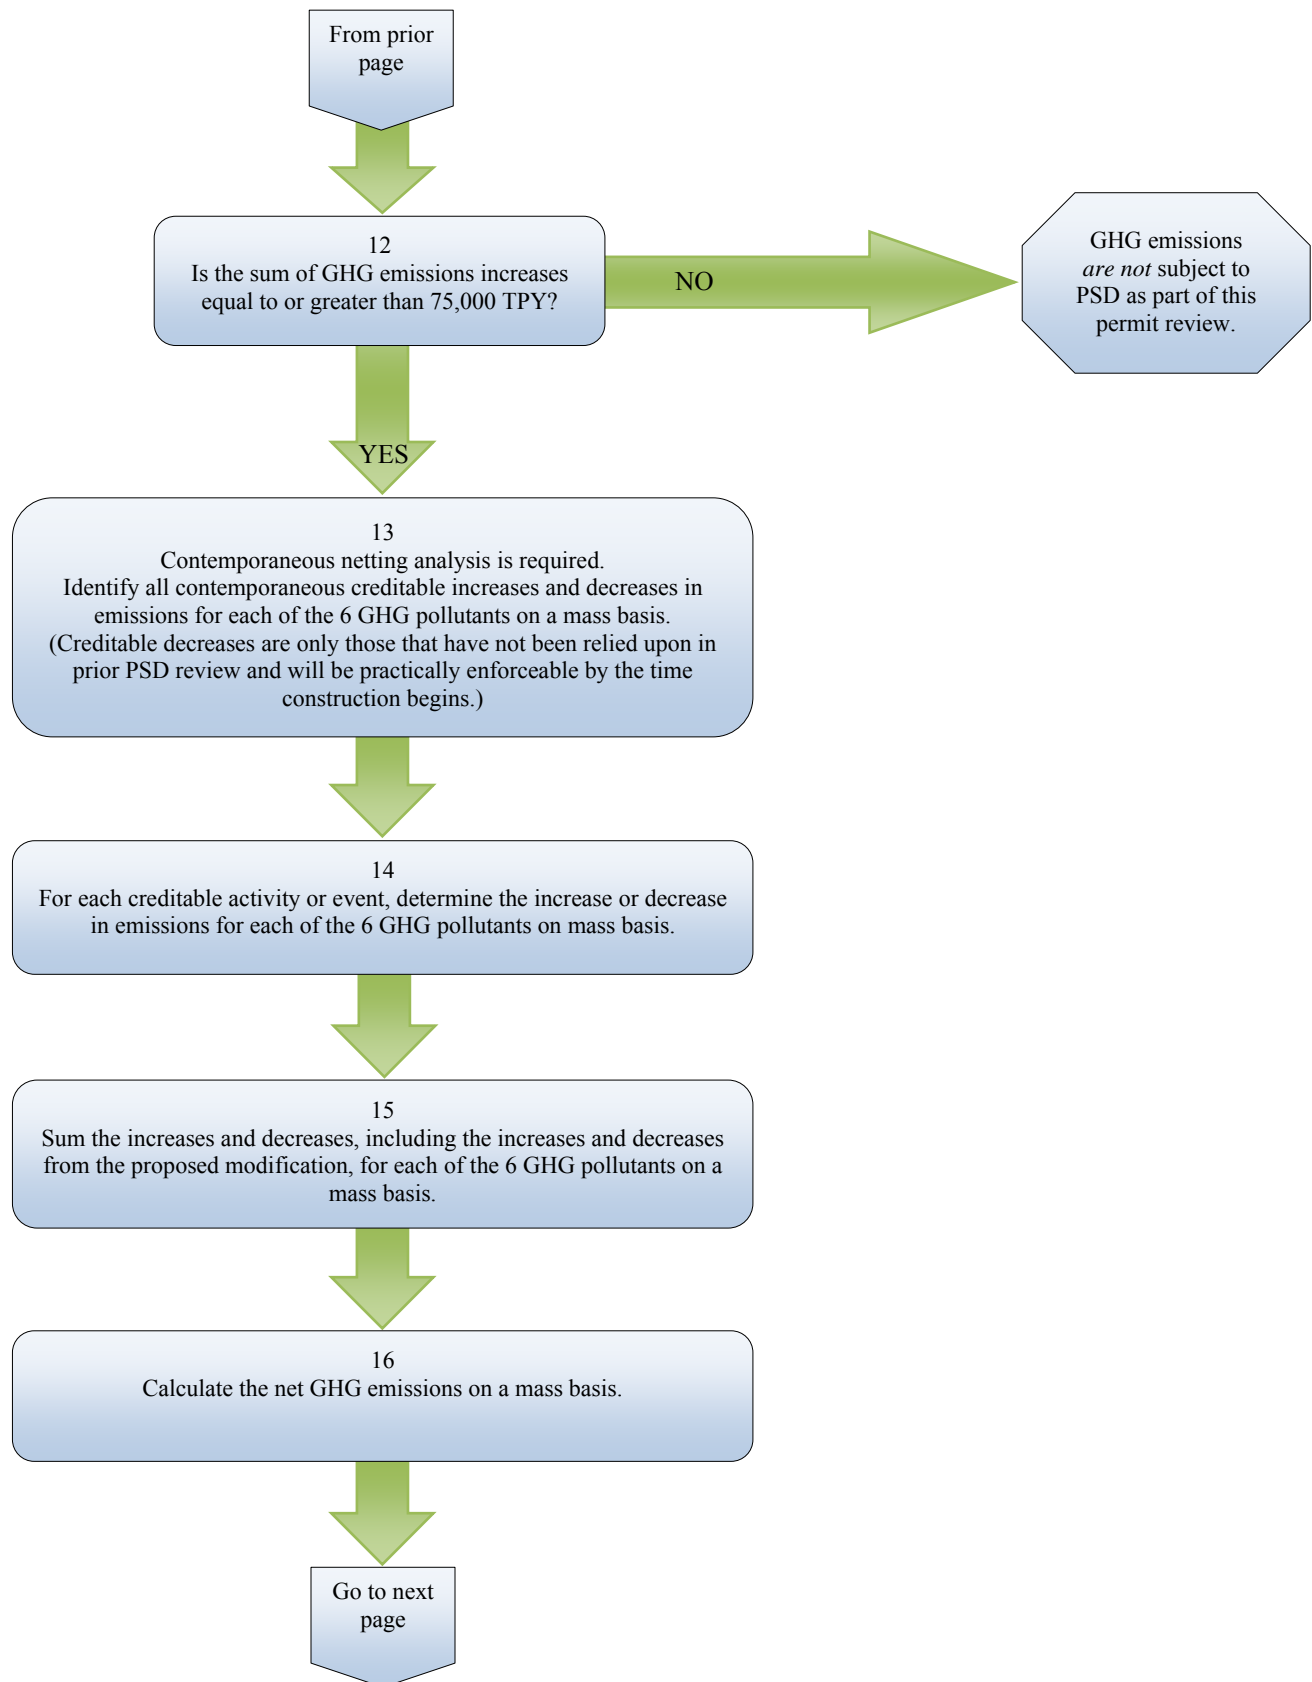 From prior
page
12
Is the sum of GHG emissions increases
equal to or greater than 75,000 TPY?
NO
GHG emissions
are not subject to
PSD as part of this
permit review.
YES
13
Contemporaneous netting analysis is required.
Identify all contemporaneous creditable increases and decreases in
emissions for each of the 6 GHG pollutants on a mass basis.
(Creditable decreases are only those that have not been relied upon in
prior PSD review and will be practically enforceable by the time
construction begins.)
14
For each creditable activity or event, determine the increase or decrease
in emissions for each of the 6 GHG pollutants on mass basis.
15
Sum the increases and decreases, including the increases and decreases
from the proposed modification, for each of the 6 GHG pollutants on a
mass basis.
16
Calculate the net GHG emissions on a mass basis.
Go to next
page